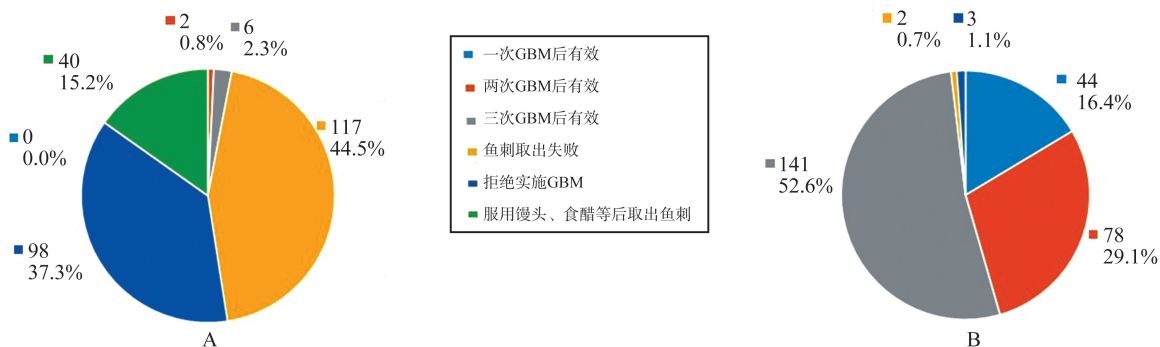 2
0.8%
6
2.3%
40
15.2%
117
44.5%
0
0.0%
98
37.3%
A
一次GBM后有效
两次GBM后有效
三次GBM后有效
鱼刺取出失败
拒绝实施GBM
服用馒头、食醋等后取出鱼刺
2
0.7%
3
1.1%
44
16.4%
141
52.6%
78
29.1%
B